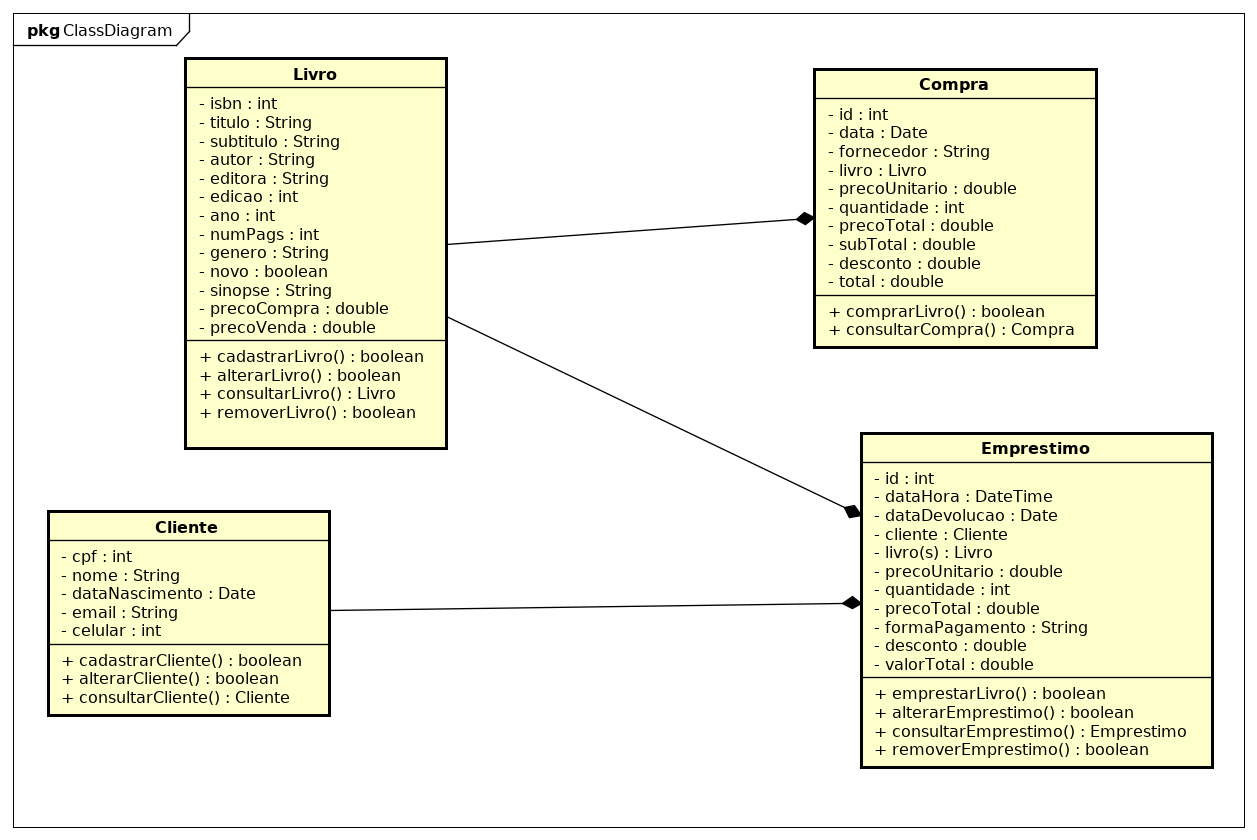 pkg ClassDiagram
Livro
- isbn : int
- titulo : String
- subtitulo : String
- autor : String
- editora : String
- edicao : int
- ano : int
- numPags : int
- genero : String
- novo : boolean
- sinopse : String
- precoCompra : double
- precoVenda : double
+ cadastrarLivro() : boolean
+ alterarLivro() : boolean
+ consultarLivro() : Livro
+ removerLivro() : boolean
Compra
- id : int
- data : Date
- fornecedor : String
- livro : Livro
- precoUnitario : double
- quantidade : int
- precoTotal : double
- subTotal : double
- desconto : double
- total : double
+ comprarLivro() : boolean
+ consultarCompra() : Compra
Cliente
- cpf : int
- nome : String
- dataNascimento : Date
- email : String
- celular : int
+ cadastrarCliente() : boolean
+ alterarCliente() : boolean
+ consultarCliente() : Cliente
Emprestimo
- id : int
- dataHora : DateTime
- dataDevolucao : Date
- cliente : Cliente
- livro(s) : Livro
- precoUnitario : double
- quantidade : int
- precoTotal : double
- formaPagamento : String
- desconto : double
- valorTotal : double
+ emprestarLivro() : boolean
+ alterarEmprestimo() : boolean
+ consultarEmprestimo() : Emprestimo
+ removerEmprestimo() : boolean